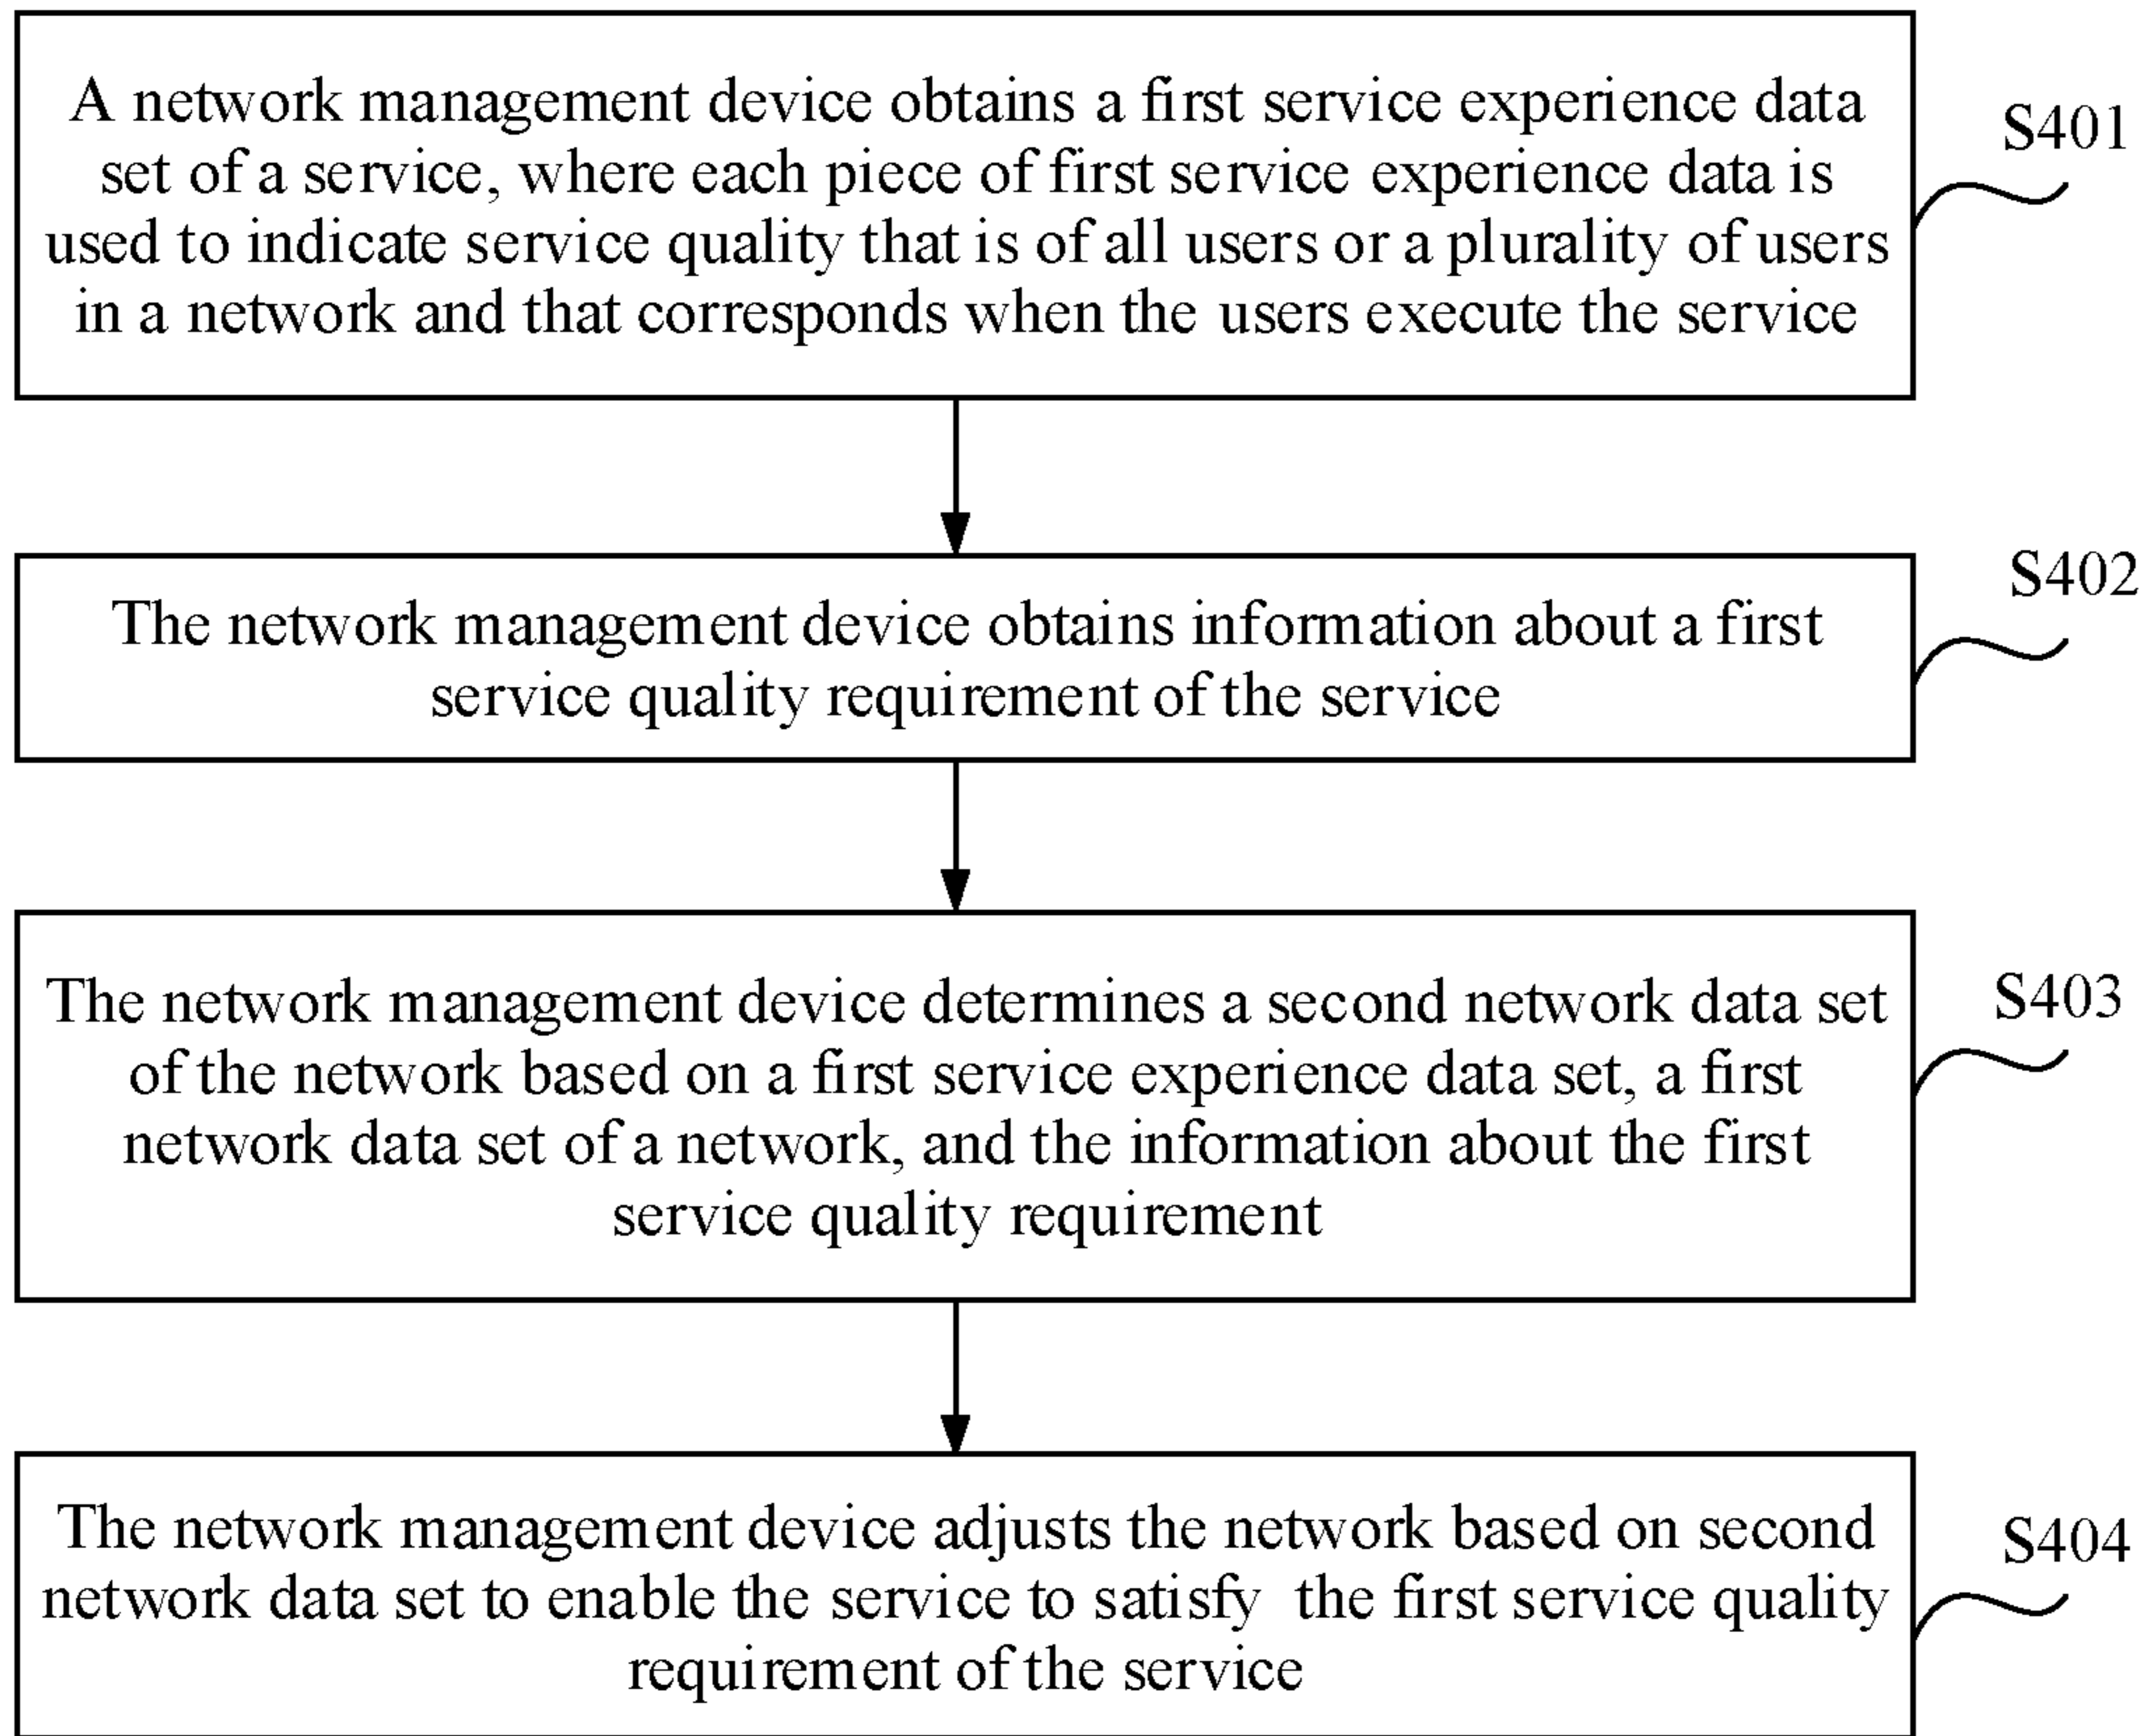 A network management device obtains a first service experience data
set of a service, where each piece of first service experience data is
used to indicate service quality that is of all users or a plurality of users
in a network and that corresponds when the users execute the service
S401
The network management device obtains information about a first
service quality requirement of the service
S402
The network management device determines a second network data set
of the network based on a first service experience data set, a first
network data set of a network, and the information about the first
service quality requirement
S403
The network management device adjusts the network based on second
network data set to enable the service to satisfy the first service quality
requirement of the service
S404